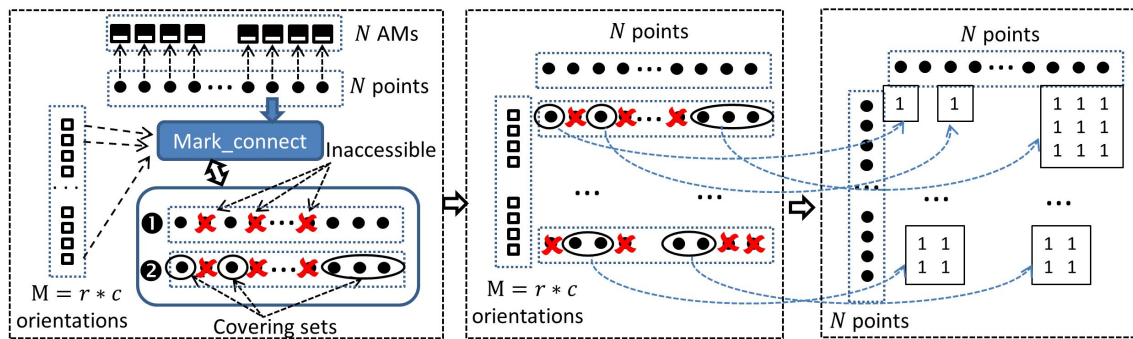 N AMs
N points
Mark_connect
Inaccessible
❶
❷
M = r * c
orientations
Covering sets
N points
M = r * c
orientations
N points
1
1
1 1 1
1 1 1
1 1 1
1 1
1 1
1 1
1 1
N points